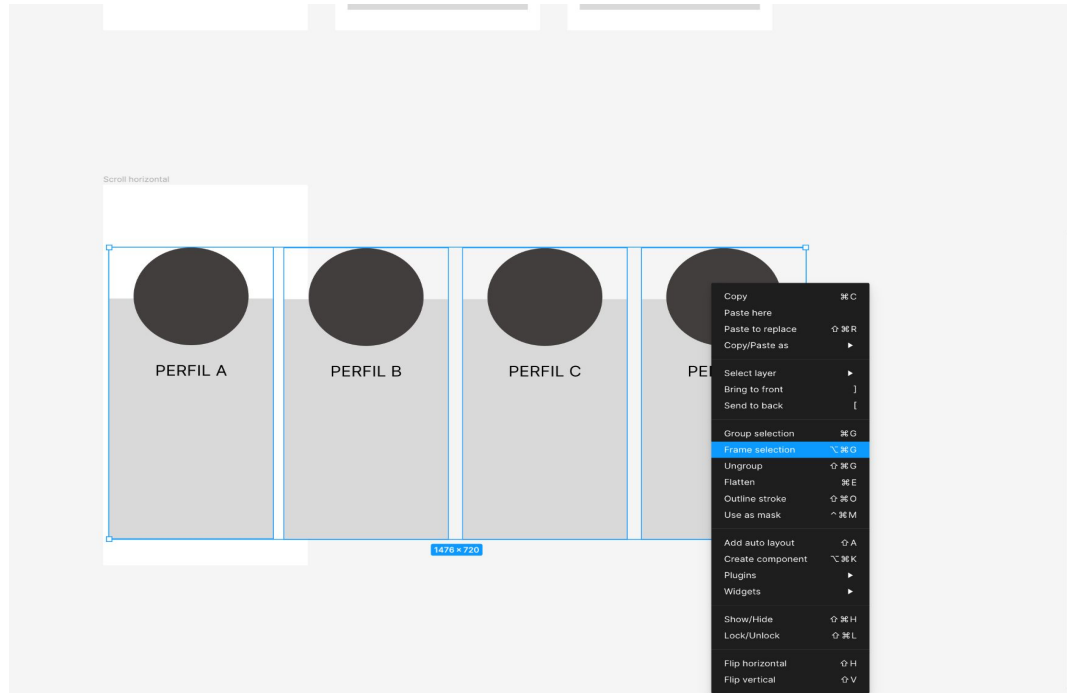 Scroll horizontal
PERFIL A
PERFIL B
PERFIL C
1476 × 720
Copy ⌘C
Paste here
Paste to replace ⇧⌘R
Copy/Paste as ▶
Select layer ▶
Bring to front ]
Send to back [
Group selection ⌘G
Frame selection ⌥⌘G
Ungroup ⇧⌘G
Flatten ⌘E
Outline stroke ⇧⌘O
Use as mask ^⌘M
Add auto layout ⇧A
Create component ⌥⌘K
Plugins ▶
Widgets ▶
Show/Hide ⇧⌘H
Lock/Unlock ⇧⌘L
Flip horizontal ⇧H
Flip vertical ⇧V